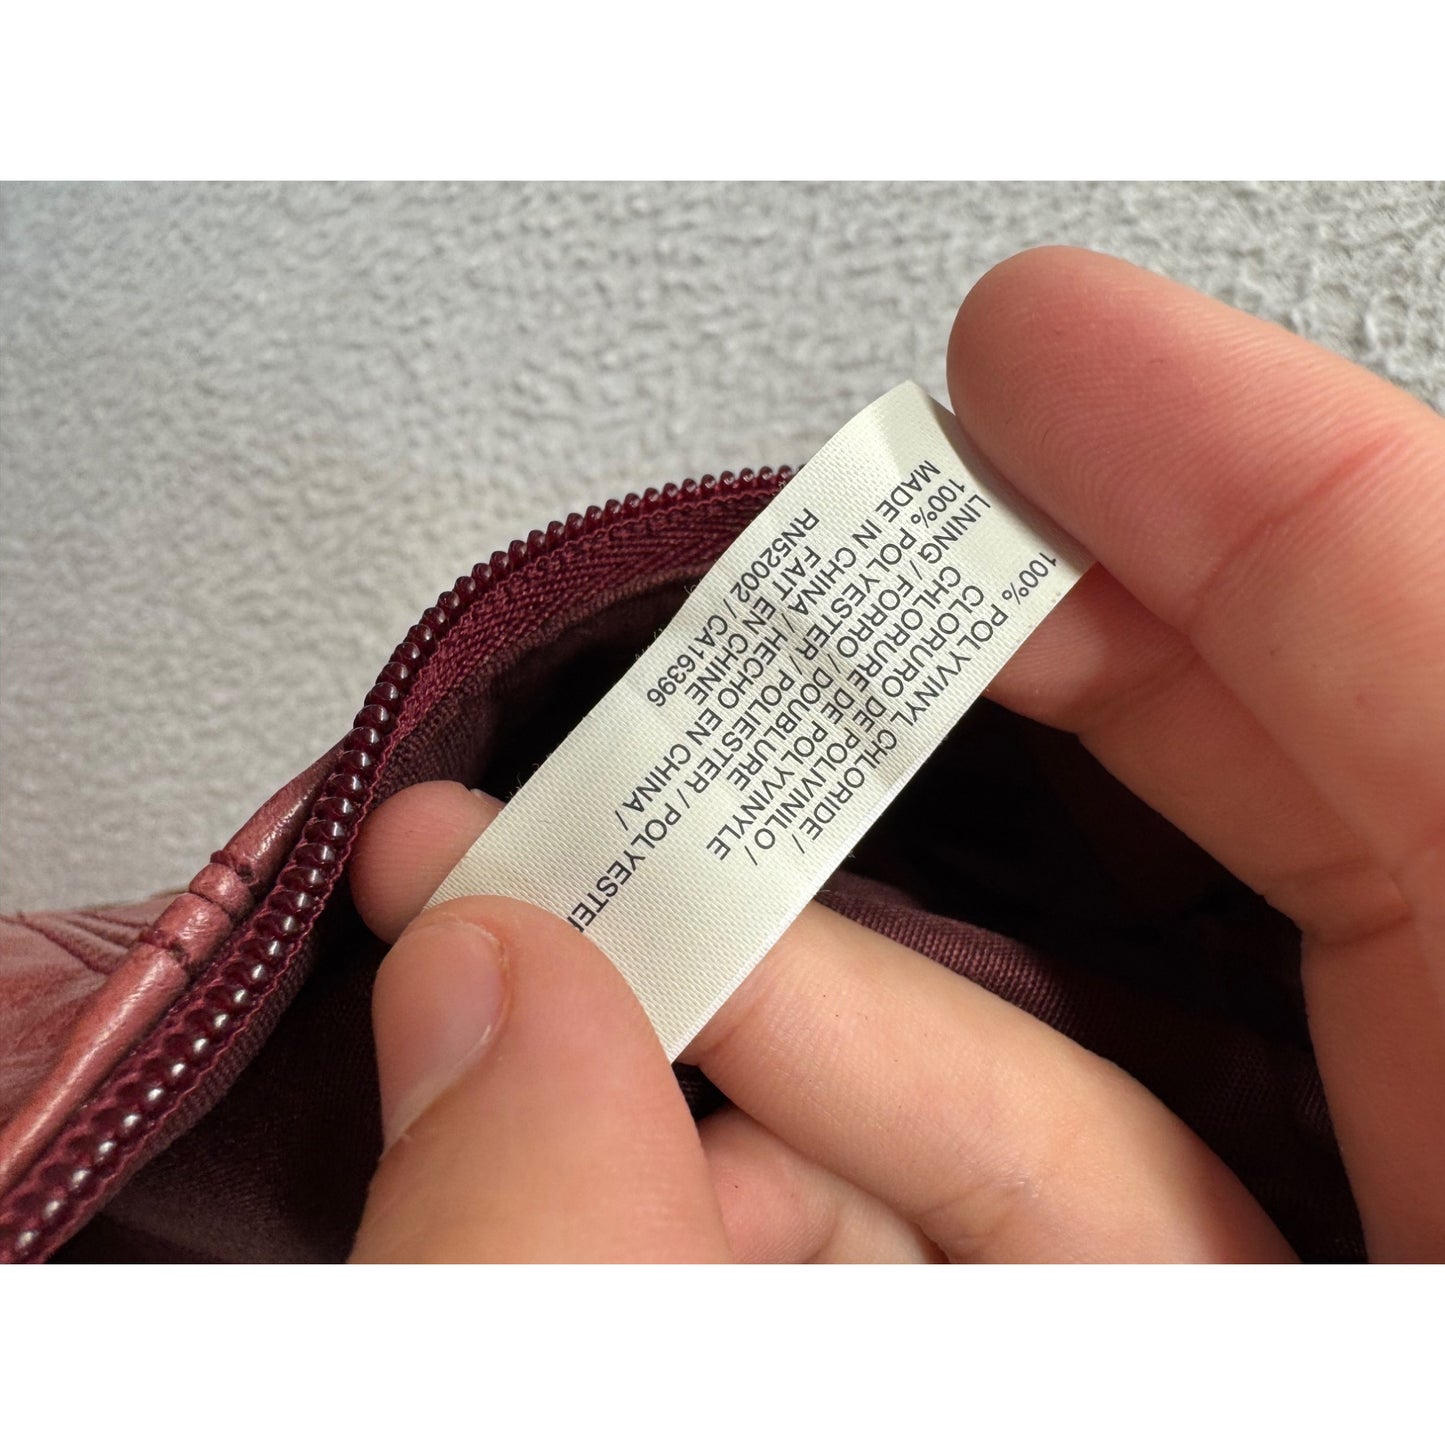 100% POLYVINYL CHLORIDE /
CLORURO DE POLIVINILO /
CHLORURE DE POLYVINYLE
LINING / FORRO / DOUBLURE
100% POLYESTER / POLIESTER / POLYESTER
MADE IN CHINA / HECHO EN CHINA /
FAIT EN CHINE
RN52002 / CA16396